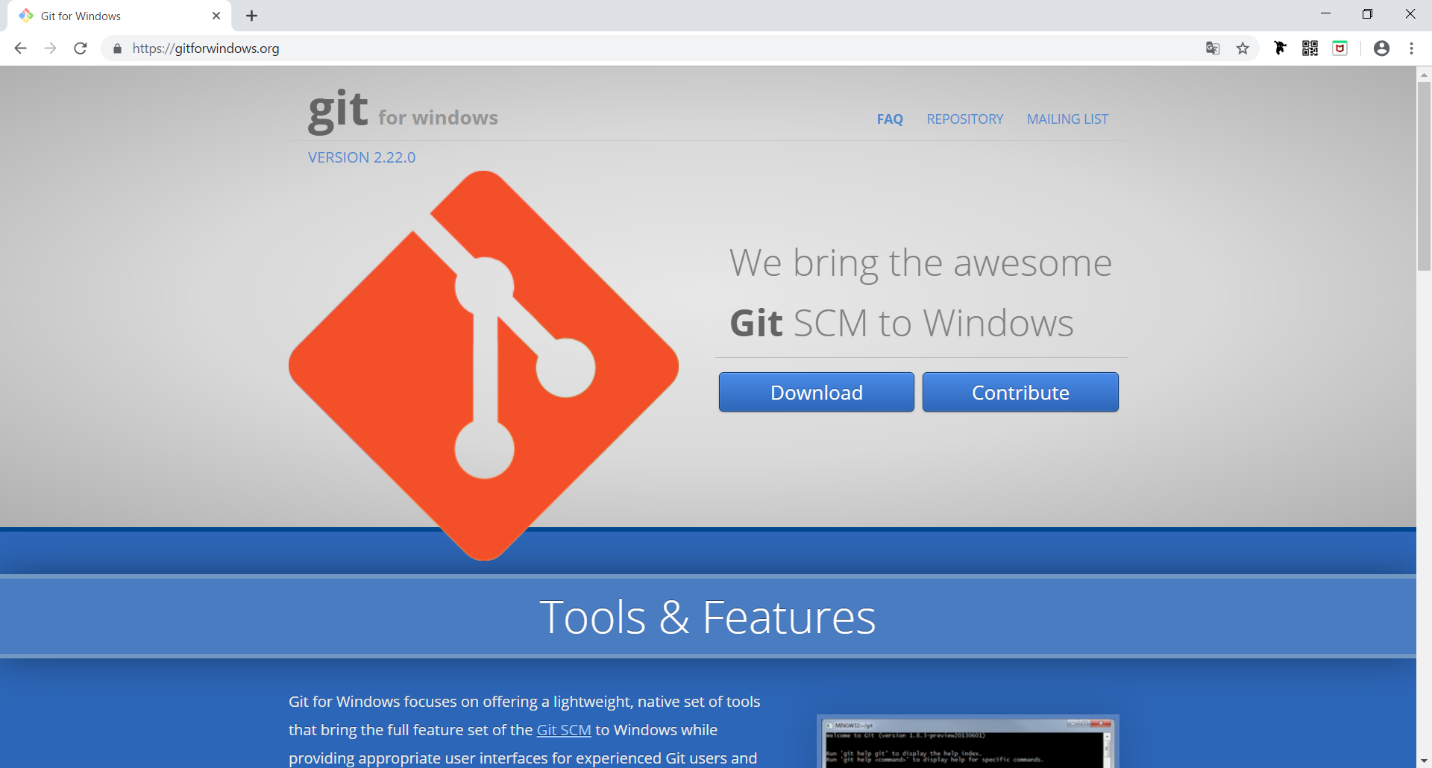 Git for Windows
https://gitforwindows.org
git for windows
FAQ REPOSITORY MAILING LIST
VERSION 2.22.0
We bring the awesome
Git SCM to Windows
Download Contribute
Tools & Features
Git for Windows focuses on offering a lightweight, native set of tools
that bring the full feature set of the Git SCM to Windows while
providing appropriate user interfaces for experienced Git users and
MINGW32:~/git
Welcome to Git (version 1.8.3-preview20130601)
Run 'git help git' to display the help index.
Run 'git help <command>' to display help for specific commands.